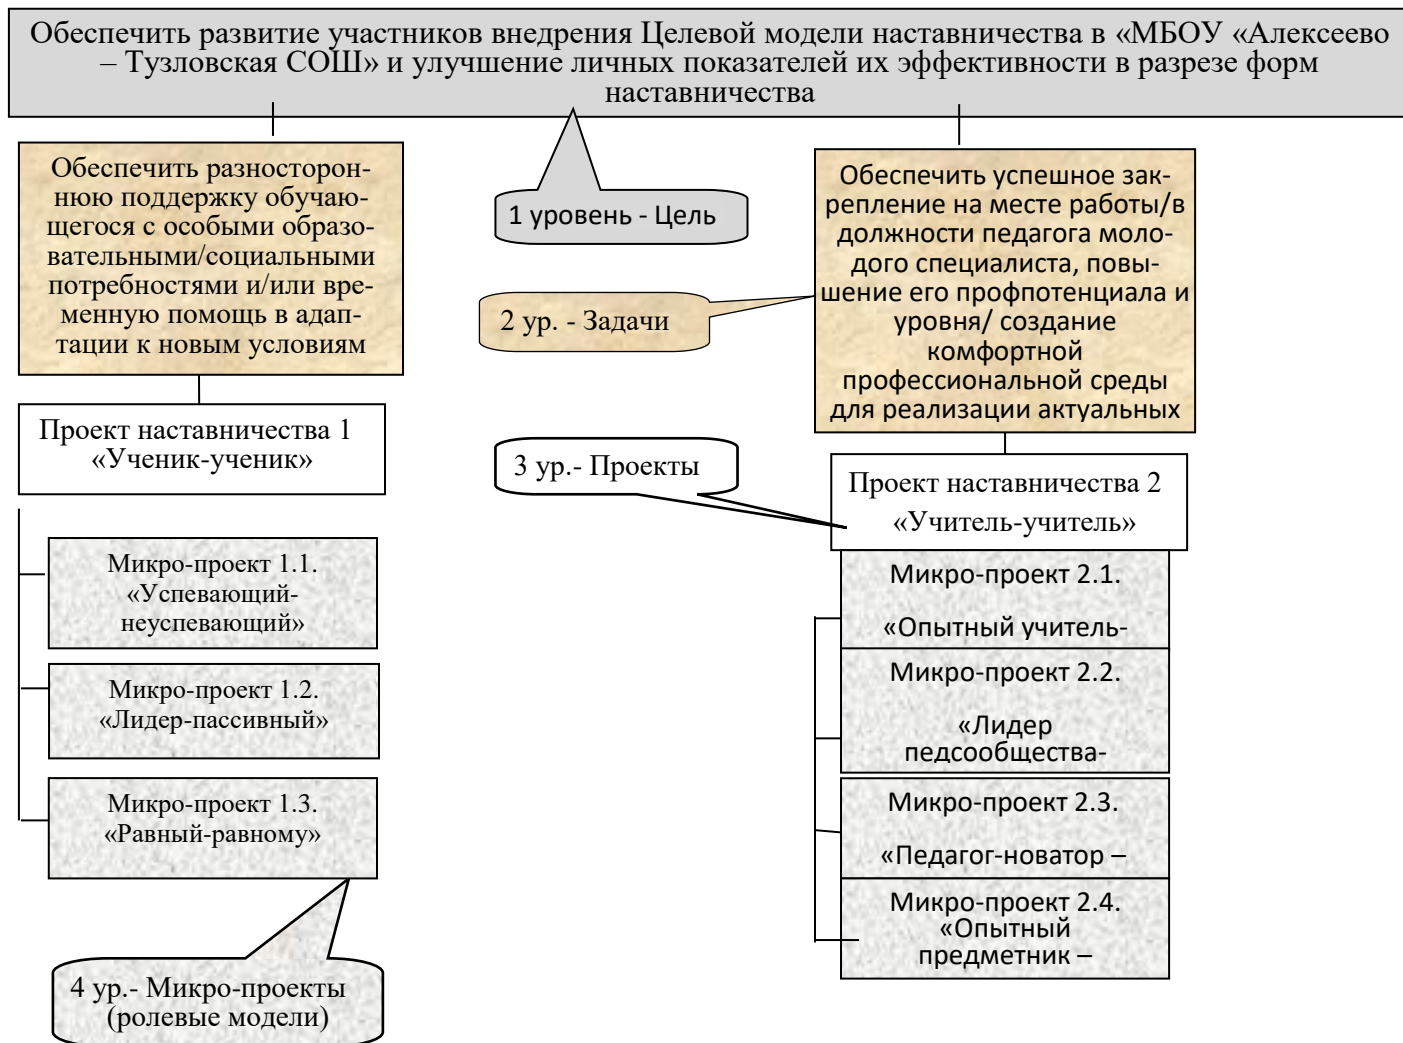 Обеспечить развитие участников внедрения Целевой модели наставничества в «МБОУ «Алексеево
– Тузловская СОШ» и улучшение личных показателей их эффективности в разрезе форм
наставничества
Обеспечить разносторон-
нюю поддержку обучаю-
щегося с особыми образо-
вательными/социальными
потребностями и/или вре-
менную помощь в адап-
тации к новым условиям
1 уровень - Цель
2 ур. - Задачи
Обеспечить успешное зак-
репление на месте работы/в
должности педагога моло-
дого специалиста, повы-
шение его профпотенциала и
уровня/ создание
комфортной
профессиональной среды
для реализации актуальных
Проект наставничества 1
«Ученик-ученик»
3 ур.- Проекты
Проект наставничества 2
«Учитель-учитель»
Микро-проект 1.1.
«Успевающий-
неуспевающий»
Микро-проект 1.2.
«Лидер-пассивный»
Микро-проект 1.3.
«Равный-равному»
4 ур.- Микро-проекты
(ролевые модели)
Микро-проект 2.1.
«Опытный учитель-
Микро-проект 2.2.
«Лидер
педсообщества-
Микро-проект 2.3.
«Педагог-новатор –
Микро-проект 2.4.
«Опытный
предметник –